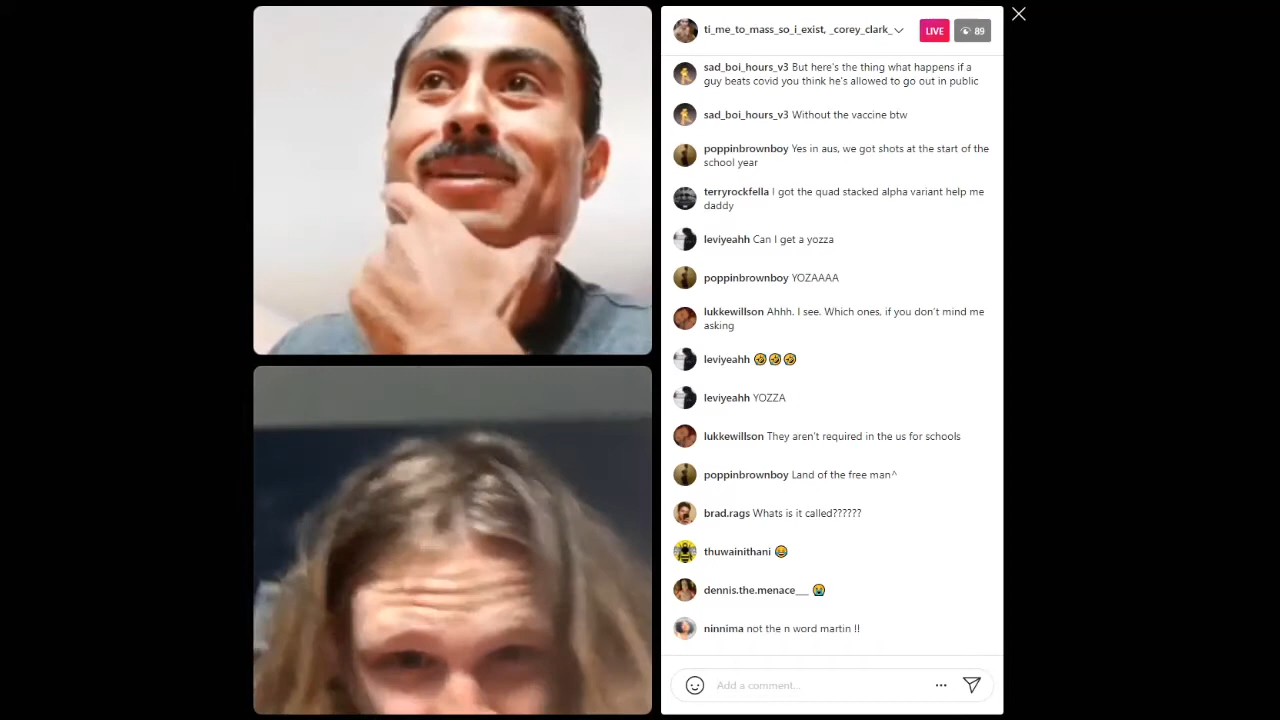 ti_me_to_mass_so_i_exist, _corey_clark_
LIVE
89
sad_boi_hours_v3 But here's the thing what happens if a
guy beats covid you think he's allowed to go out in public
sad_boi_hours_v3 Without the vaccine btw
poppinbrownboy Yes in aus, we got shots at the start of the
school year
terryrockfella I got the quad stacked alpha variant help me
daddy
leviyeahh Can I get a yozza
poppinbrownboy YOZAAAA
lukkewillson Ahhh. I see. Which ones, if you don't mind me
asking
leviyeahh 🤣🤣🤣
leviyeahh YOZZA
lukkewillson They aren't required in the us for schools
poppinbrownboy Land of the free man^
brad.rags Whats is it called??????
thuwainithani 😂
dennis.the.menace___ 😭
ninnima not the n word martin !!
Add a comment...